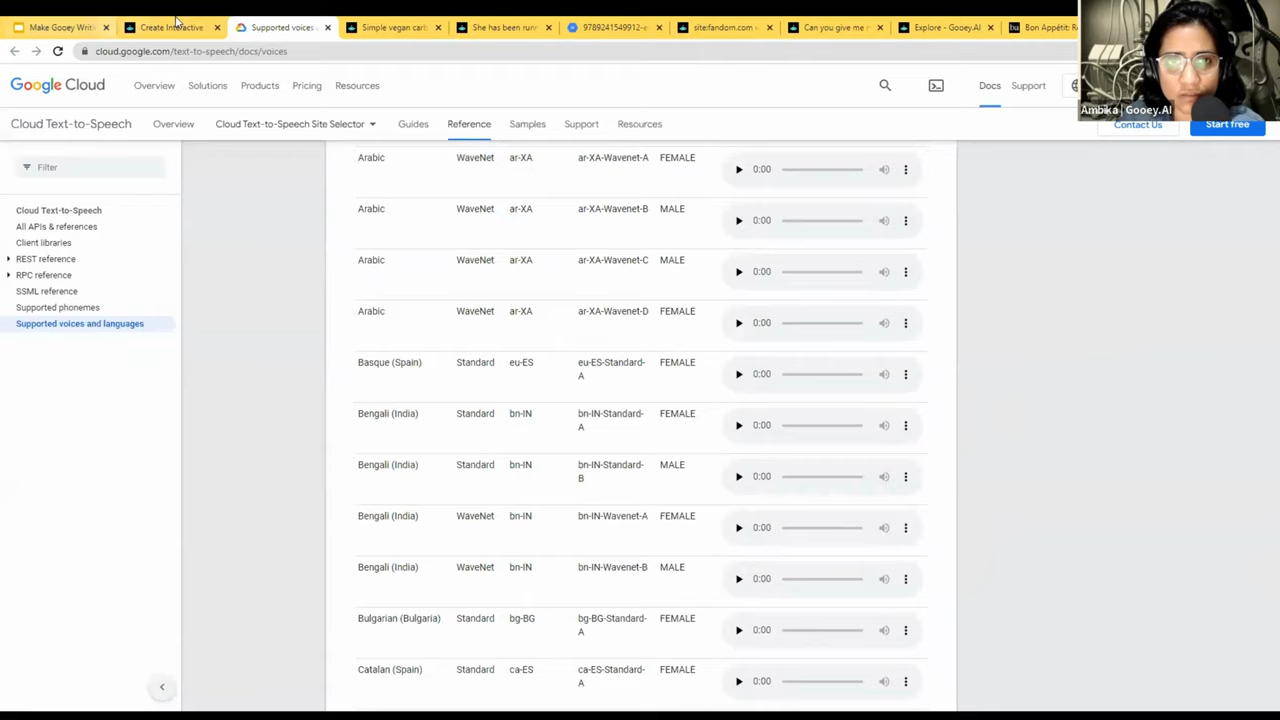 Make Gooey Writ
Create Interactive
Supported voices
Simple vegan carb
She has been runn
9789241549912-e
site:fandom.com
Can you give me
Explore - Gooey.AI
Bon Appétit: Re
cloud.google.com/text-to-speech/docs/voices
Google Cloud
Overview
Solutions
Products
Pricing
Resources
Docs
Support
Ambika | Gooey.AI
Cloud Text-to-Speech
Overview
Cloud Text-to-Speech Site Selector
Guides
Reference
Samples
Support
Resources
Contact Us
Start free
Filter
Cloud Text-to-Speech
All APIs & references
Client libraries
REST reference
RPC reference
SSML reference
Supported phonemes
Supported voices and languages
Arabic WaveNet ar-XA ar-XA-Wavenet-A FEMALE 0:00
Arabic WaveNet ar-XA ar-XA-Wavenet-B MALE 0:00
Arabic WaveNet ar-XA ar-XA-Wavenet-C MALE 0:00
Arabic WaveNet ar-XA ar-XA-Wavenet-D FEMALE 0:00
Basque (Spain) Standard eu-ES eu-ES-Standard- FEMALE 0:00
A
Bengali (India) Standard bn-IN bn-IN-Standard- FEMALE 0:00
A
Bengali (India) Standard bn-IN bn-IN-Standard- MALE 0:00
B
Bengali (India) WaveNet bn-IN bn-IN-Wavenet-A FEMALE 0:00
Bengali (India) WaveNet bn-IN bn-IN-Wavenet-B MALE 0:00
Bulgarian (Bulgaria) Standard bg-BG bg-BG-Standard- FEMALE 0:00
A
Catalan (Spain) Standard ca-ES ca-ES-Standard- FEMALE 0:00
A